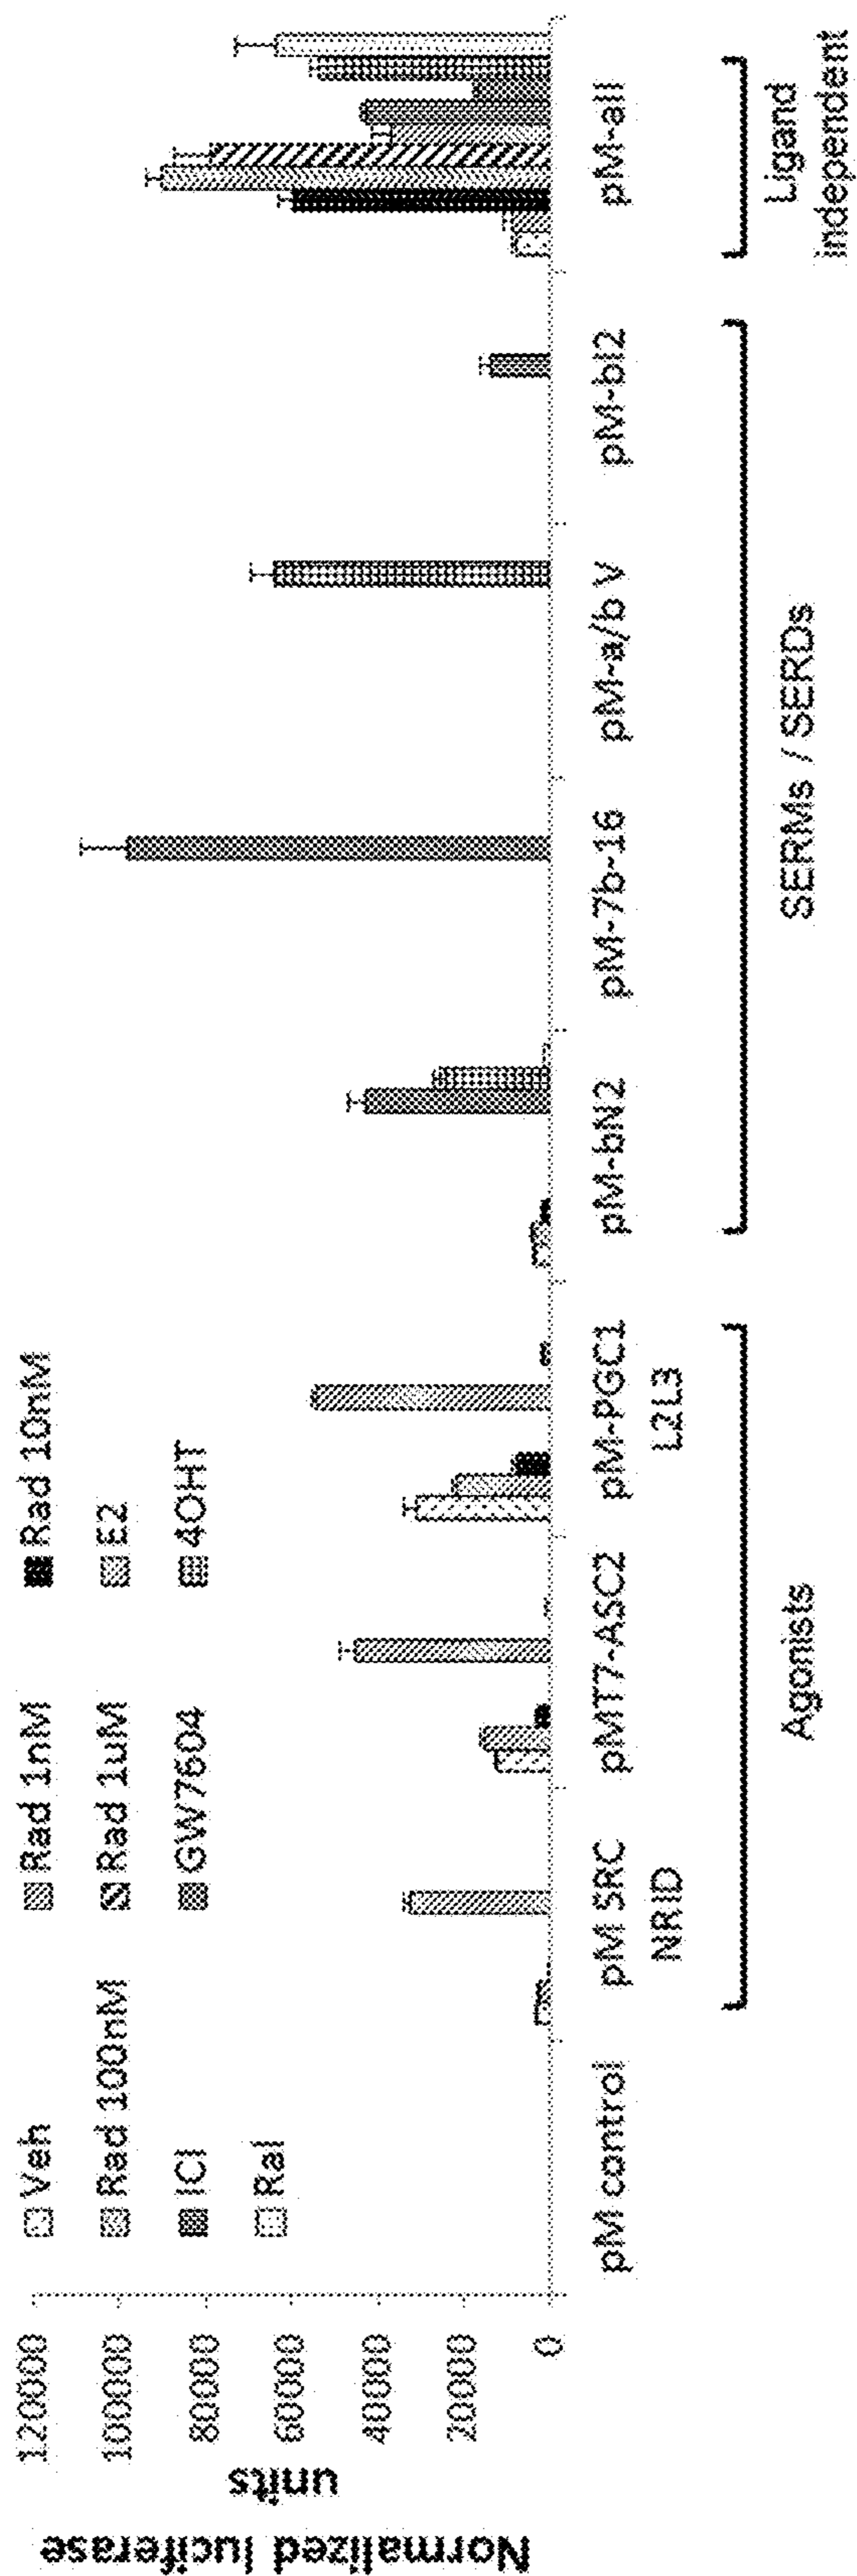 Normalized luciferase
units
120000
100000
80000
60000
40000
20000
0
Veh
Rad 1nM
Rad 10nM
Rad 100nM
Rad 1uM
E2
ICI
GW7604
4OHT
Ral
pM control
pM SRC
NRID
pMT7-ASC2
pM-PGC1
L2L3
pM-bN2
pM-7b-16
pM-a/b V
pM-bI2
pM-aII
Agonists
SERMs / SERDs
Ligand
independent